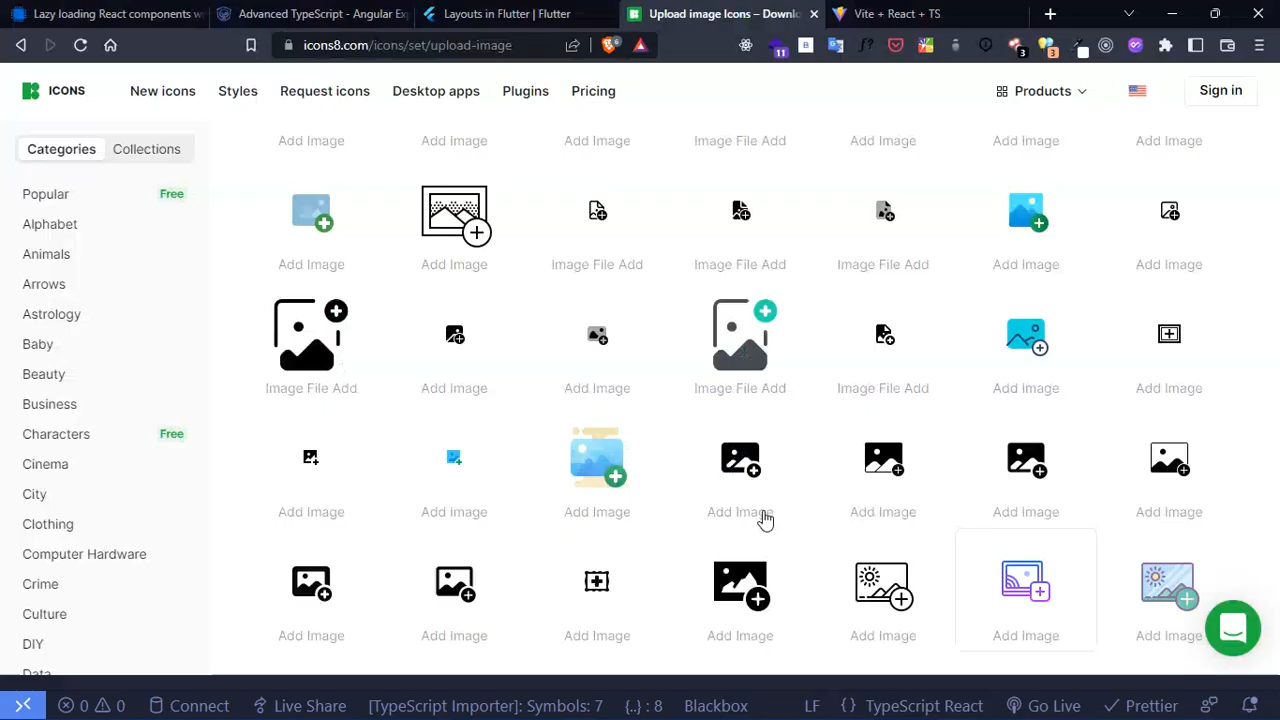 Lazy loading React components w
Advanced TypeScript - Angular Ex
Layouts in Flutter | Flutter
Upload image Icons – Downlo
Vite + React + TS
icons8.com/icons/set/upload-image
6
11
B
f?
3
3
ICONS
New icons
Styles
Request icons
Desktop apps
Plugins
Pricing
Products
Sign in
Categories
Collections
Popular Free
Alphabet
Animals
Arrows
Astrology
Baby
Beauty
Business
Characters Free
Cinema
City
Clothing
Computer Hardware
Crime
Culture
DIY
Data
Add Image Add Image Add Image Image File Add Add Image Add Image Add Image
Add Image Add Image Image File Add Image File Add Image File Add Add Image Add Image
Image File Add Add Image Add Image Image File Add Image File Add Add Image Add Image
Add Image Add Image Add Image Add Image Add Image Add Image Add Image
Add Image Add Image Add Image Add Image Add Image Add Image Add Image
0 0 Connect Live Share [TypeScript Importer]: Symbols: 7 {..} : 8 Blackbox LF {} TypeScript React Go Live Prettier